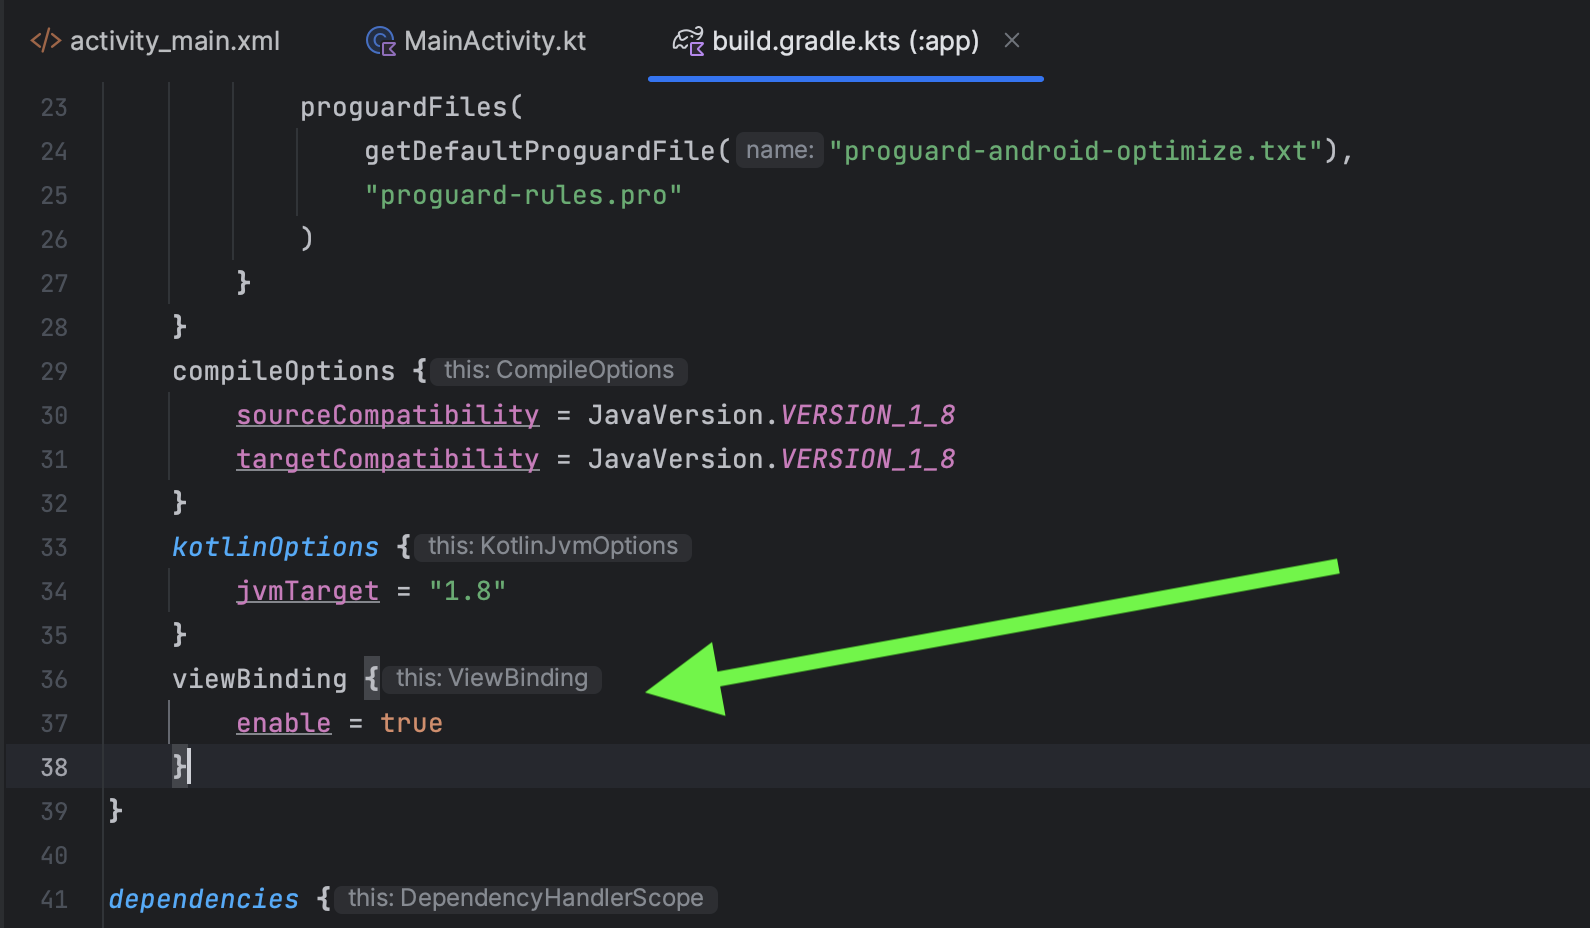 </> activity_main.xml MainActivity.kt build.gradle.kts (:app)
23 proguardFiles(
24 getDefaultProguardFile( name: "proguard-android-optimize.txt"),
25 "proguard-rules.pro"
26 )
27 }
28 }
29 compileOptions { this: CompileOptions
30 sourceCompatibility = JavaVersion.VERSION_1_8
31 targetCompatibility = JavaVersion.VERSION_1_8
32 }
33 kotlinOptions { this: KotlinJvmOptions
34 jvmTarget = "1.8"
35 }
36 viewBinding { this: ViewBinding
37 enable = true
38 }
39 }
40
41 dependencies { this: DependencyHandlerScope